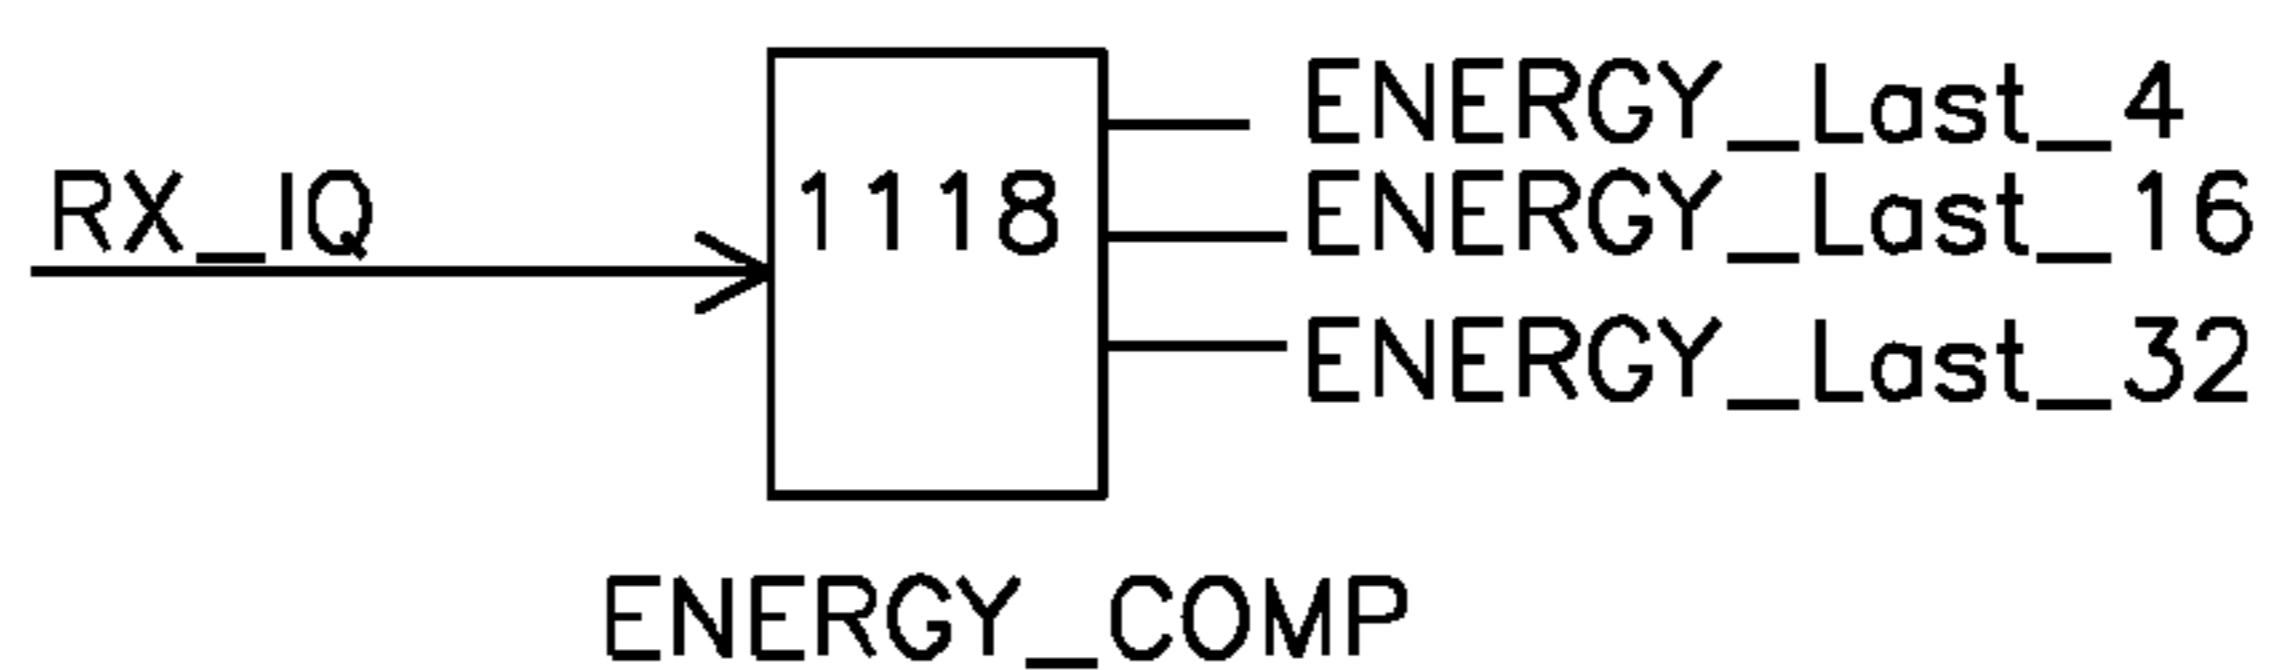 ENERGY_Last_4
RX_IQ
1118
ENERGY_Last_16
ENERGY_Last_32
ENERGY_COMP